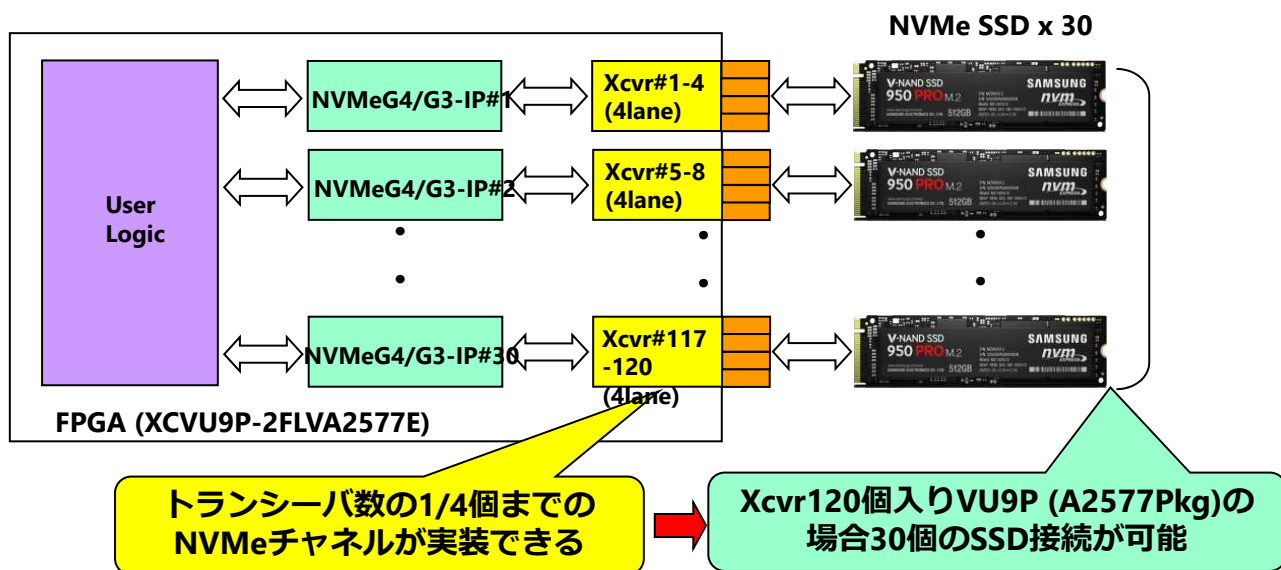 NVMe SSD x 30
User
Logic
NVMeG4/G3-IP#1
Xcvr#1-4
(4lane)
V-NAND SSD
950 PRO M.2
512GB
SAMSUNG
nvm
EXPRESS
NVMeG4/G3-IP#2
Xcvr#5-8
(4lane)
V-NAND SSD
950 PRO M.2
512GB
SAMSUNG
nvm
EXPRESS
NVMeG4/G3-IP#30
Xcvr#117
-120
(4lane)
V-NAND SSD
950 PRO M.2
512GB
SAMSUNG
nvm
EXPRESS
FPGA (XCVU9P-2FLVA2577E)
トランシーバ数の1/4個までの
NVMeチャネルが実装できる
Xcvr120個入りVU9P (A2577Pkg)の
場合30個のSSD接続が可能